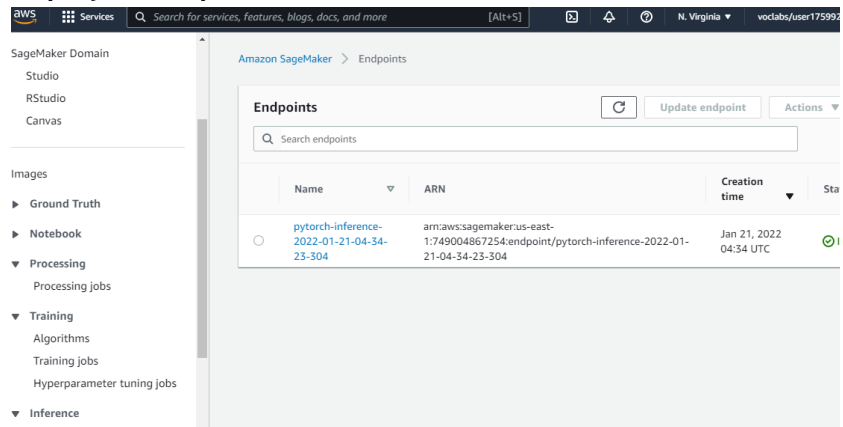 aws Services Search for services, features, blogs, docs, and more [Alt+S] N. Virginia ▼ voclabs/user175992
SageMaker Domain
Studio
RStudio
Canvas
Images
Ground Truth
Notebook
Processing
Processing jobs
Training
Algorithms
Training jobs
Hyperparameter tuning jobs
Inference
Amazon SageMaker > Endpoints
Endpoints Update endpoint Actions ▼
Search endpoints
Name ARN Creation time
pytorch-inference-
2022-01-21-04-34-
23-304
arn:aws:sagemaker:us-east-
1:749004867254:endpoint/pytorch-inference-2022-01-
21-04-34-23-304
Jan 21, 2022
04:34 UTC